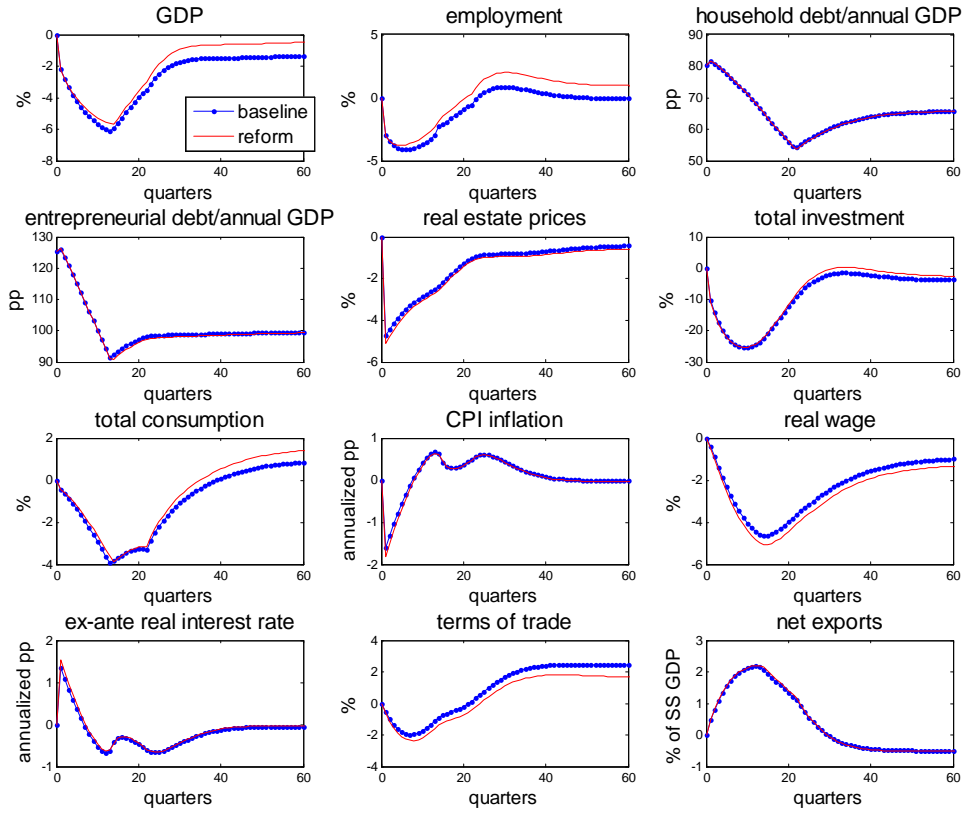 GDP
employment
household debt/annual GDP
0
-2
-4
-6
-8
%
baseline
reform
0 20 40 60
quarters
5
0
-5
%
0 20 40 60
quarters
90
80
70
60
50
pp
0 20 40 60
quarters
entrepreneurial debt/annual GDP
real estate prices
total investment
130
120
110
100
90
pp
0 20 40 60
quarters
0
-2
-4
-6
%
0 20 40 60
quarters
10
0
-10
-20
-30
%
0 20 40 60
quarters
total consumption
CPI inflation
real wage
2
0
-2
-4
%
0 20 40 60
quarters
1
0
-1
-2
annualized pp
0 20 40 60
quarters
0
-2
-4
-6
%
0 20 40 60
quarters
ex-ante real interest rate
terms of trade
net exports
2
1
0
-1
annualized pp
0 20 40 60
quarters
4
2
0
-2
-4
%
0 20 40 60
quarters
3
2
1
0
-1
% of SS GDP
0 20 40 60
quarters